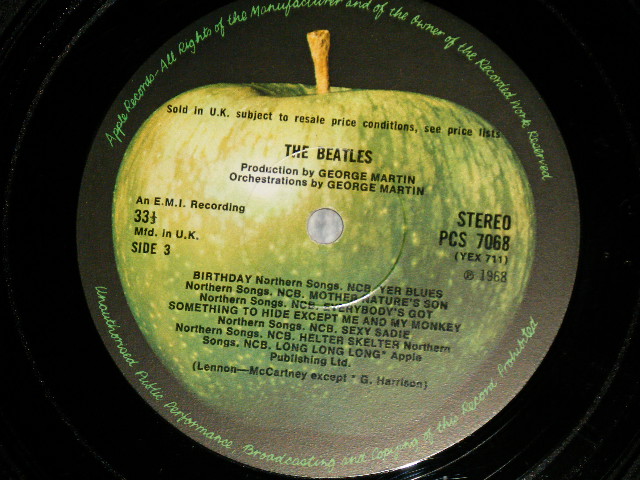 Apple Records-All Rights of the Manufacturer and of the Owner of the Recorded Work Reserved
Sold in U.K. subject to resale price conditions, see price lists
THE BEATLES
Production by GEORGE MARTIN
Orchestrations by GEORGE MARTIN
An E.M.I. Recording
33⅓
Mfd. in U.K.
SIDE 3
STEREO
PCS 7068
(YEX 711)
℗ 1968
BIRTHDAY Northern Songs. NCB. YER BLUES
Northern Songs. NCB. MOTHER NATURE'S SON
Northern Songs. NCB. EVERYBODY'S GOT
SOMETHING TO HIDE EXCEPT ME AND MY MONKEY
Northern Songs. NCB. SEXY SADIE
Northern Songs. NCB. HELTER SKELTER Northern
Songs. NCB. LONG LONG LONG* Apple
Publishing Ltd.
(Lennon—McCartney except * G. Harrison)
Unauthorised Public Performance, Broadcasting and Copying of this Record Prohibited